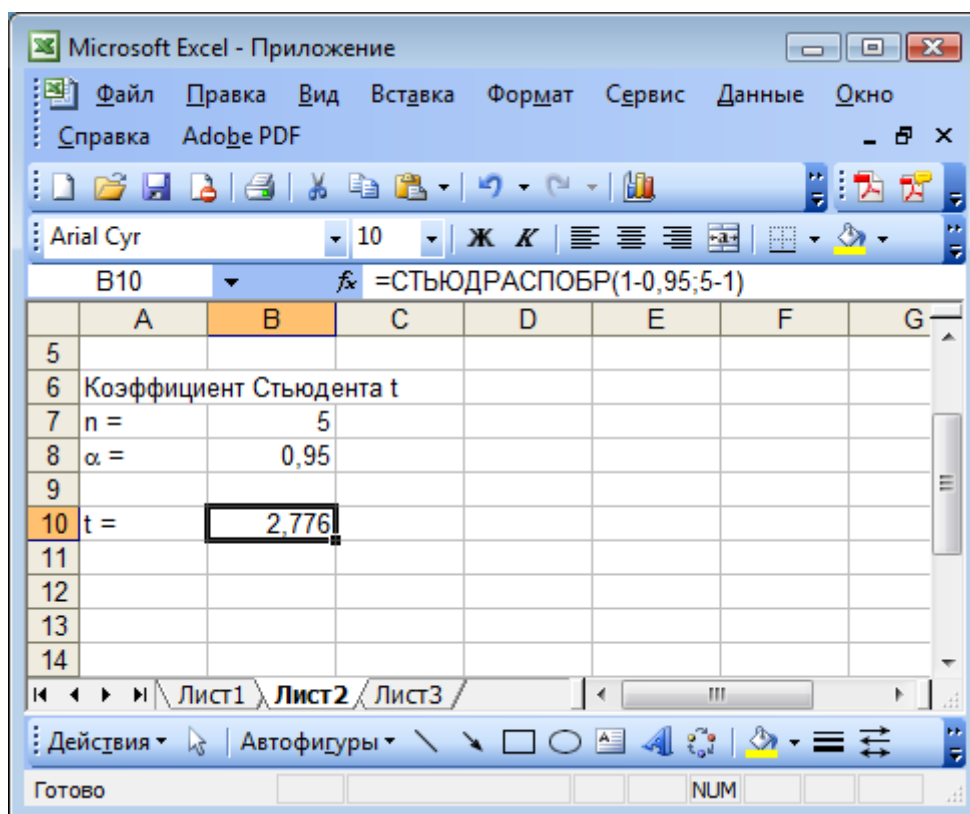 Microsoft Excel - Приложение
Файл Правка Вид Вставка Формат Сервис Данные Окно
Справка Adobe PDF
Arial Cyr 10 Ж К
B10 fx =СТЬЮДРАСПОБР(1-0,95;5-1)
A B C D E F G
5
6 Коэффициент Стьюдента t
7 n = 5
8 α = 0,95
9
10 t = 2,776
11
12
13
14
Лист1 Лист2 Лист3
Действия Автофигуры
Готово NUM